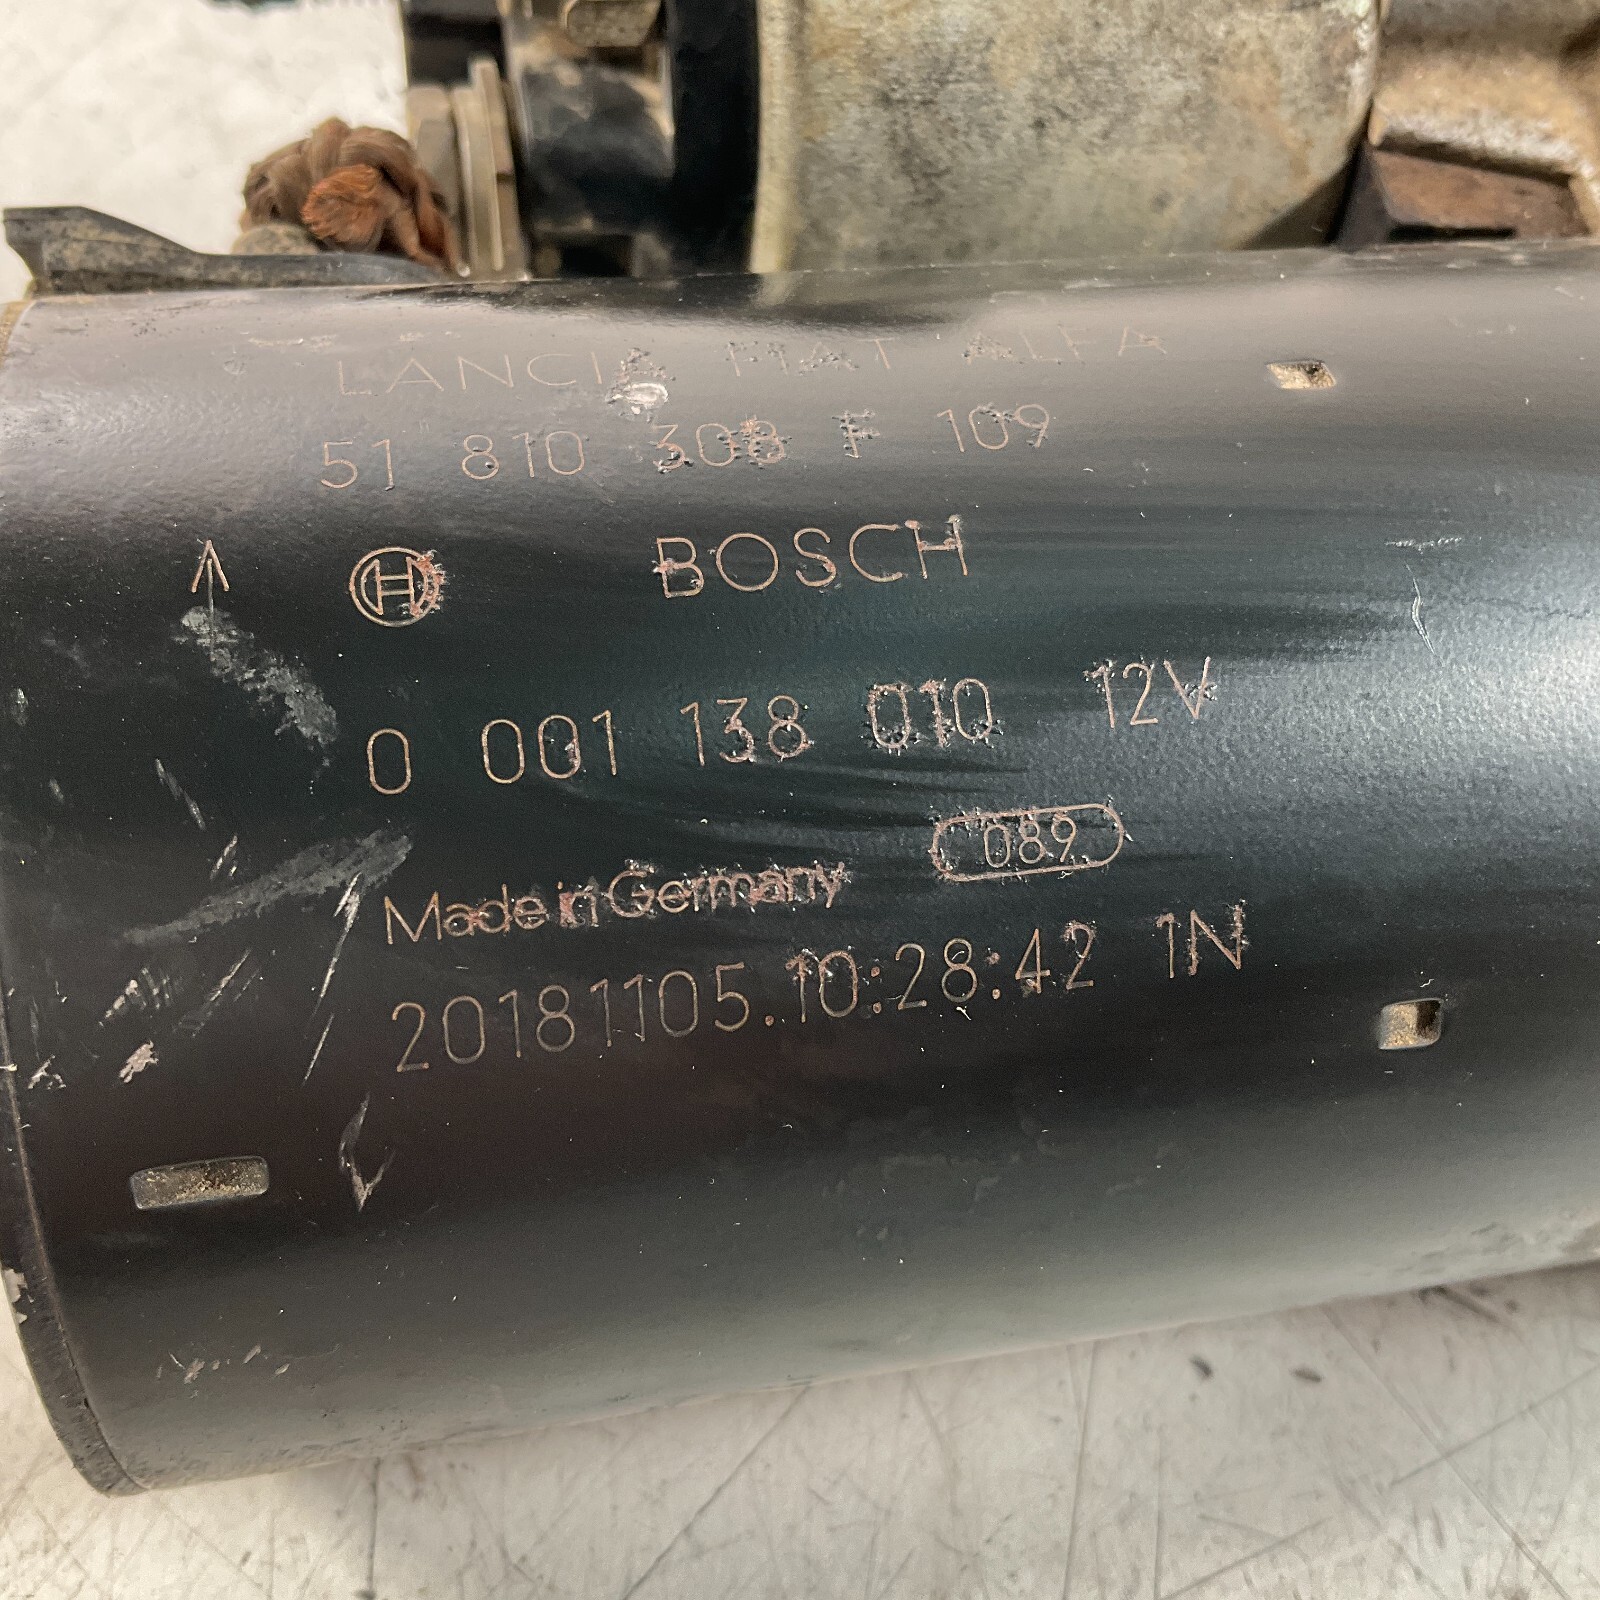 LANCIA FIAT ALFA
51 810 308 F 109
BOSCH
0 001 138 010 12V
089
Made in Germany
20181105.10:28:42 1N